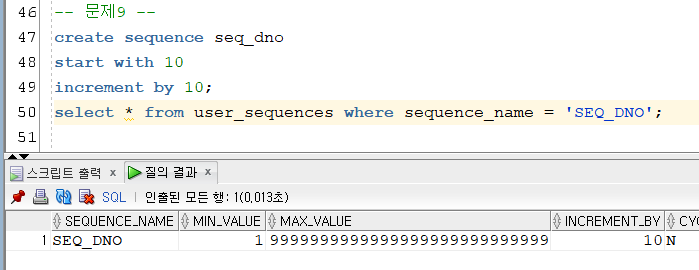 46 -- 문제9 --
47 create sequence seq_dno
48 start with 10
49 increment by 10;
50 select * from user_sequences where sequence_name = 'SEQ_DNO';
51
스크립트 출력 × 질의 결과 ×
SQL | 인출된 모든 행: 1(0,013초)
SEQUENCE_NAME MIN_VALUE MAX_VALUE INCREMENT_BY CYC
1 SEQ_DNO 1 9999999999999999999999999999 10 N